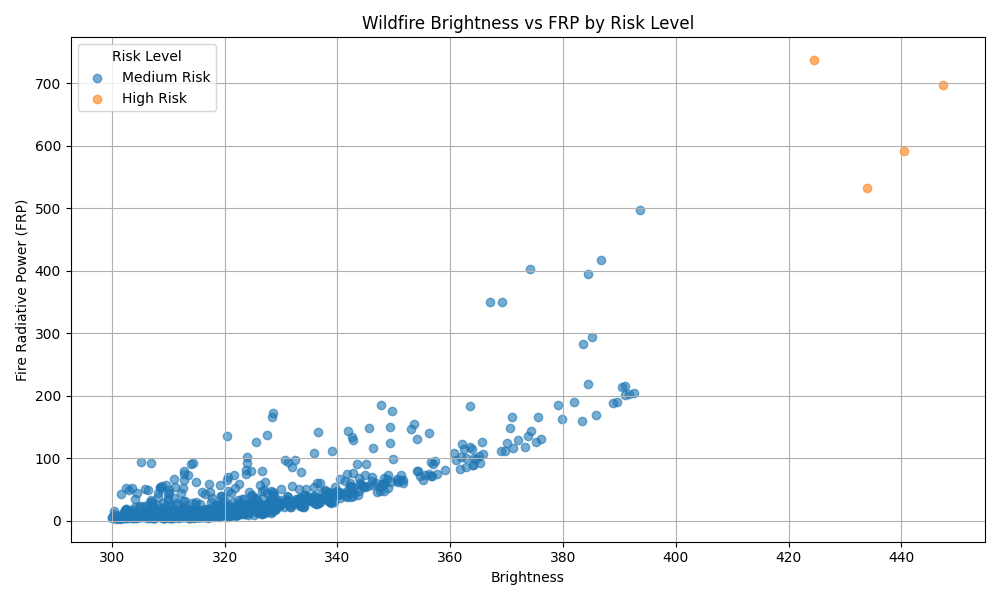 Wildfire Brightness vs FRP by Risk Level
Risk Level
Medium Risk
High Risk
Fire Radiative Power (FRP)
700
600
500
400
300
200
100
0
300 320 340 360 380 400 420 440
Brightness